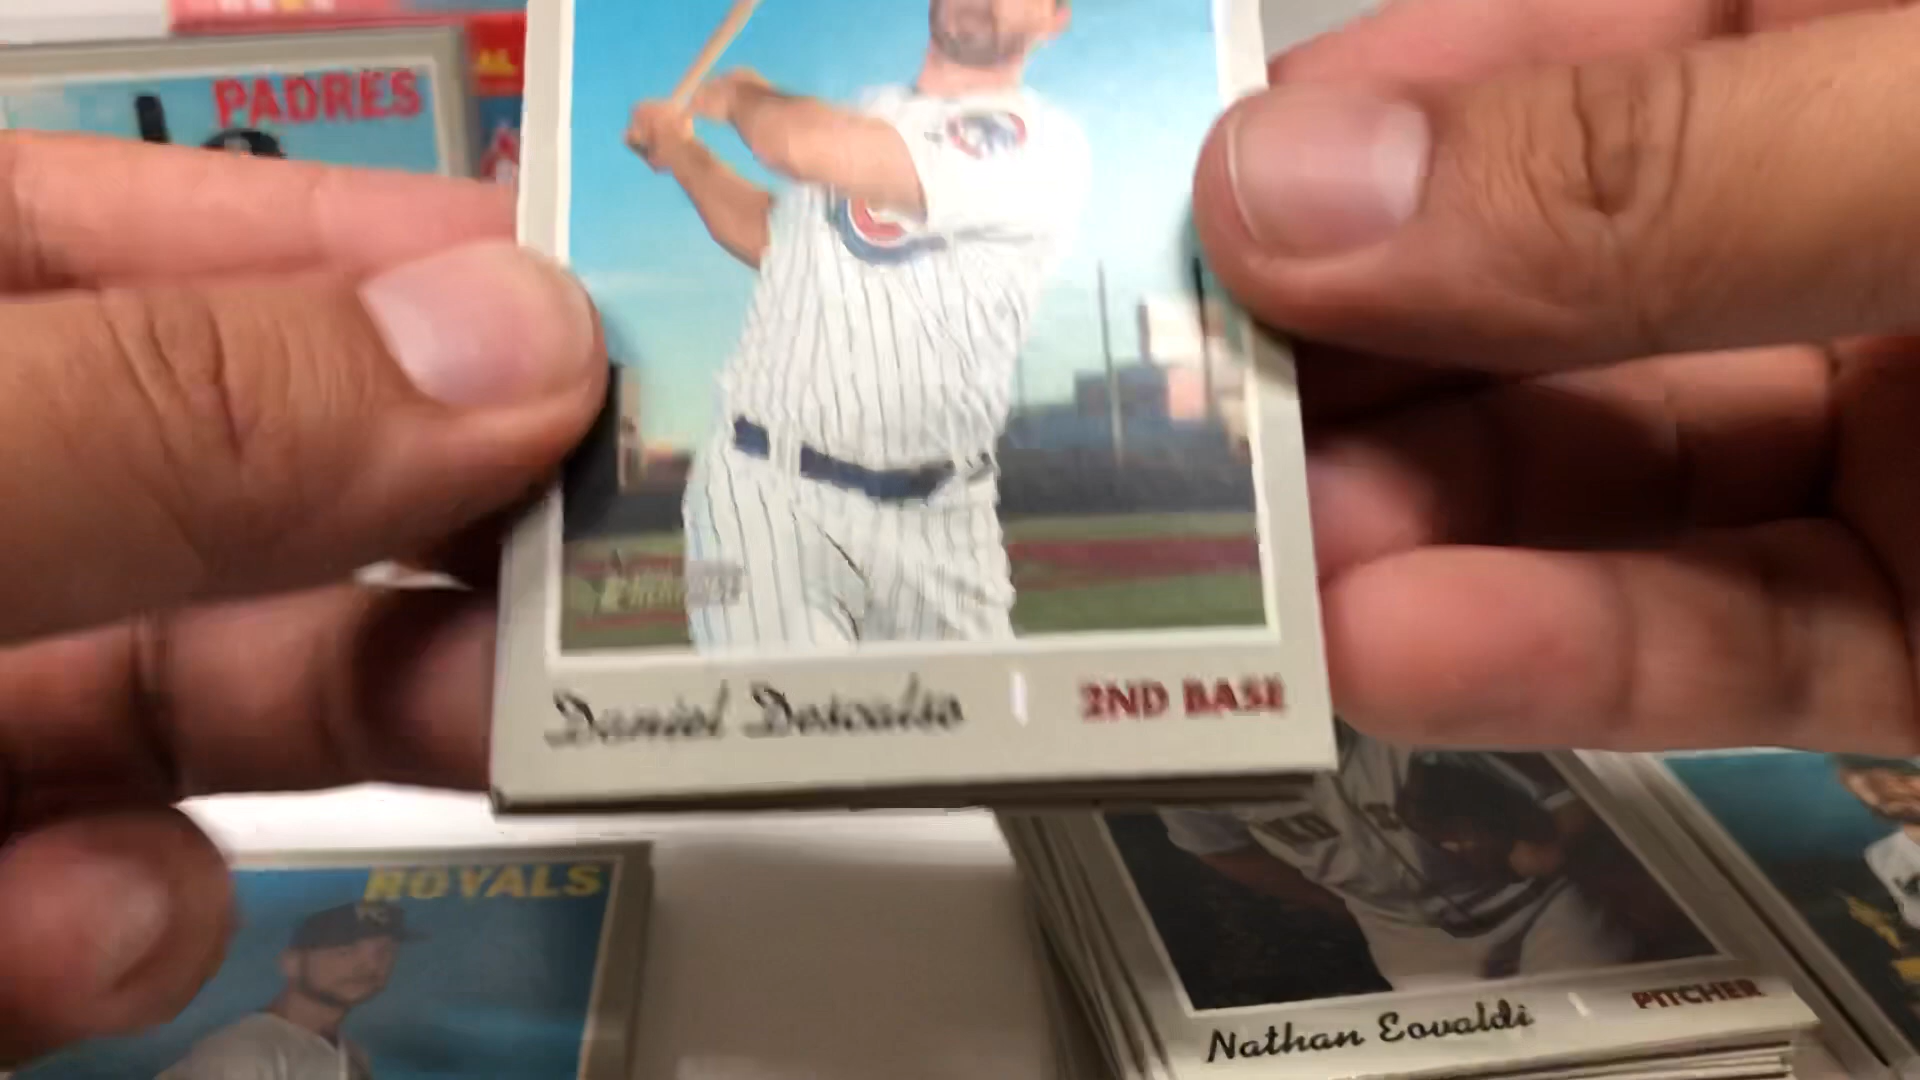 PADRES
Daniel Descalso
2ND BASE
ROYALS
Nathan Eovaldi
PITCHER